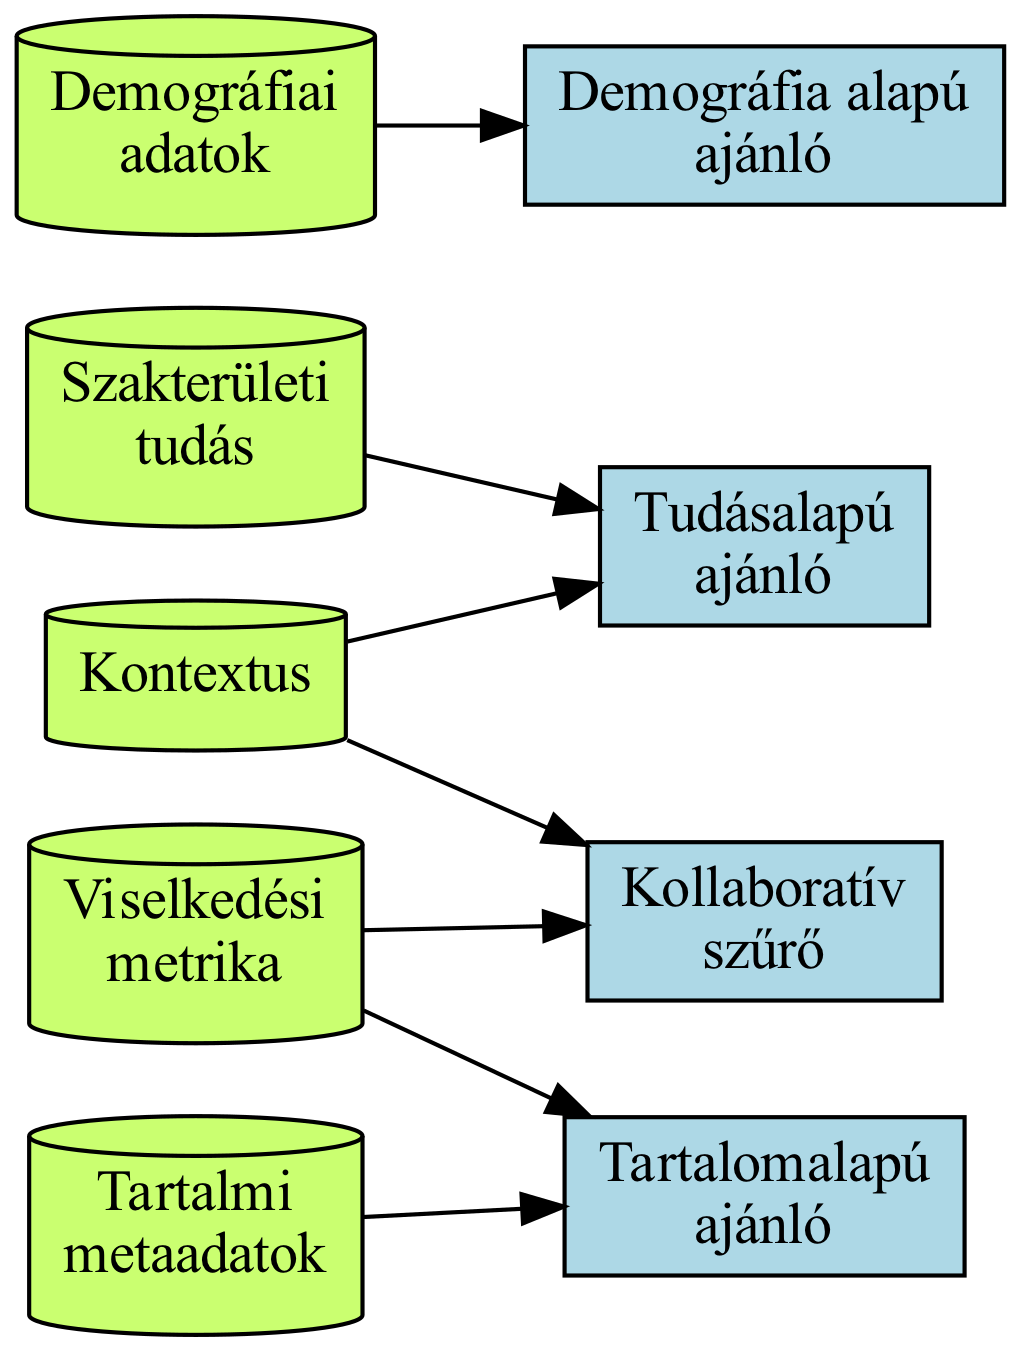 Demográfiai
adatok
Demográfia alapú
ajánló
Szakterületi
tudás
Tudásalapú
ajánló
Kontextus
Viselkedési
metrika
Kollaboratív
szűrő
Tartalmi
metaadatok
Tartalomalapú
ajánló